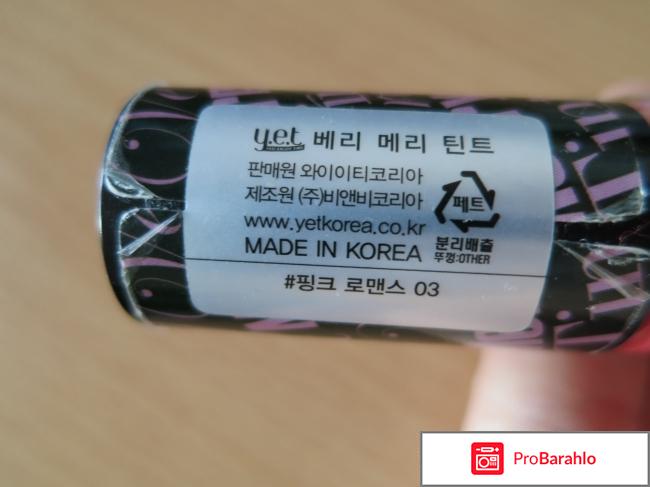 y.e.t 베리 메리 틴트
판매원 와이이티코리아
제조원 (주)비앤비코리아
www.yetkorea.co.kr
MADE IN KOREA
페트
분리배출
뚜껑:OTHER
#핑크 로맨스 03
ProBarahlo